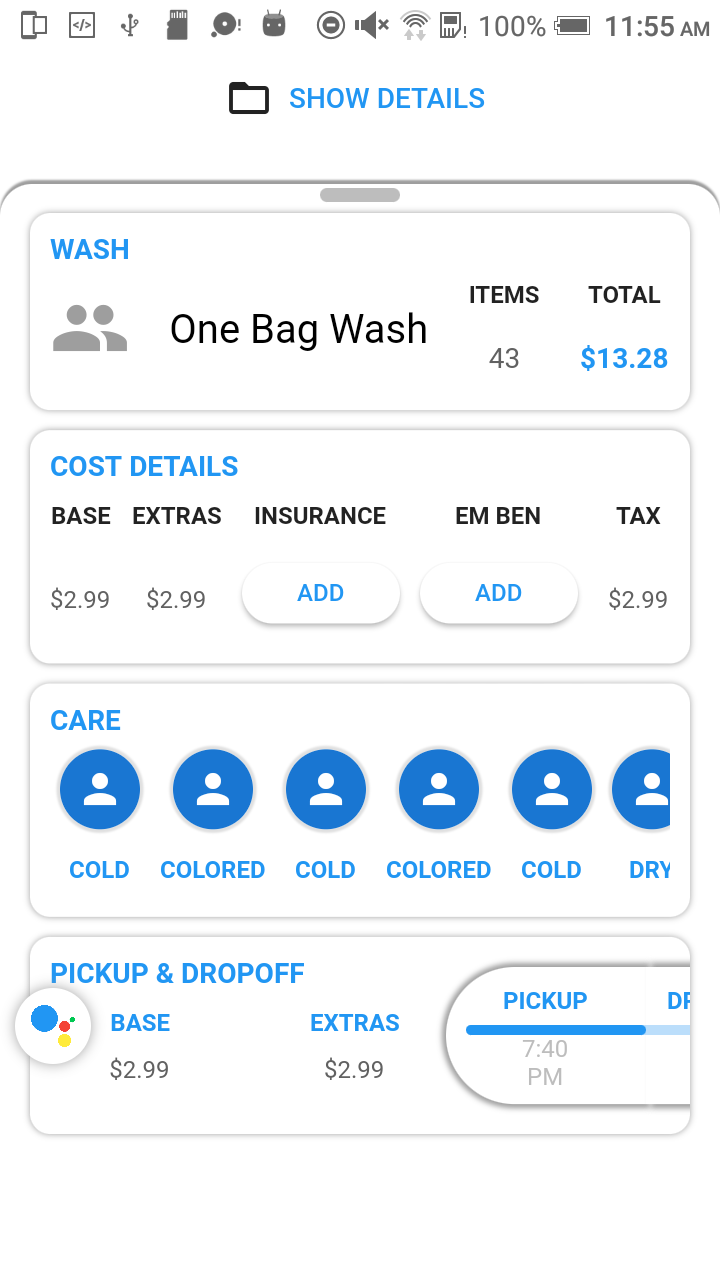 100% 11:55 AM
SHOW DETAILS
WASH
ITEMS TOTAL
One Bag Wash
43 $13.28
COST DETAILS
BASE EXTRAS INSURANCE EM BEN TAX
$2.99 $2.99 ADD ADD $2.99
CARE
COLD COLORED COLD COLORED COLD DRY
PICKUP & DROPOFF
BASE EXTRAS PICKUP
$2.99 $2.99 7:40
PM